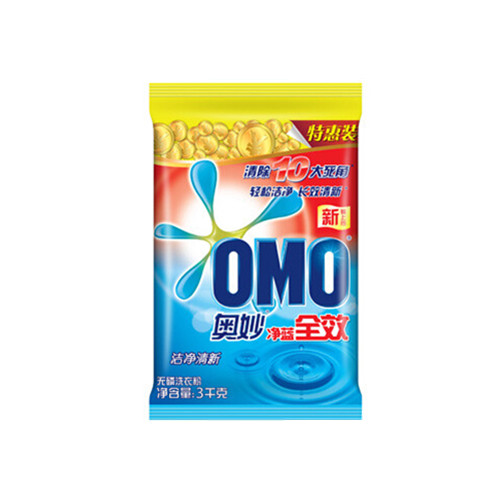 特惠装
清除10大死角
轻松洁净 长效清新
新
OMO
奥妙 净蓝全效
洁净清新
无磷洗衣粉
净含量:3千克